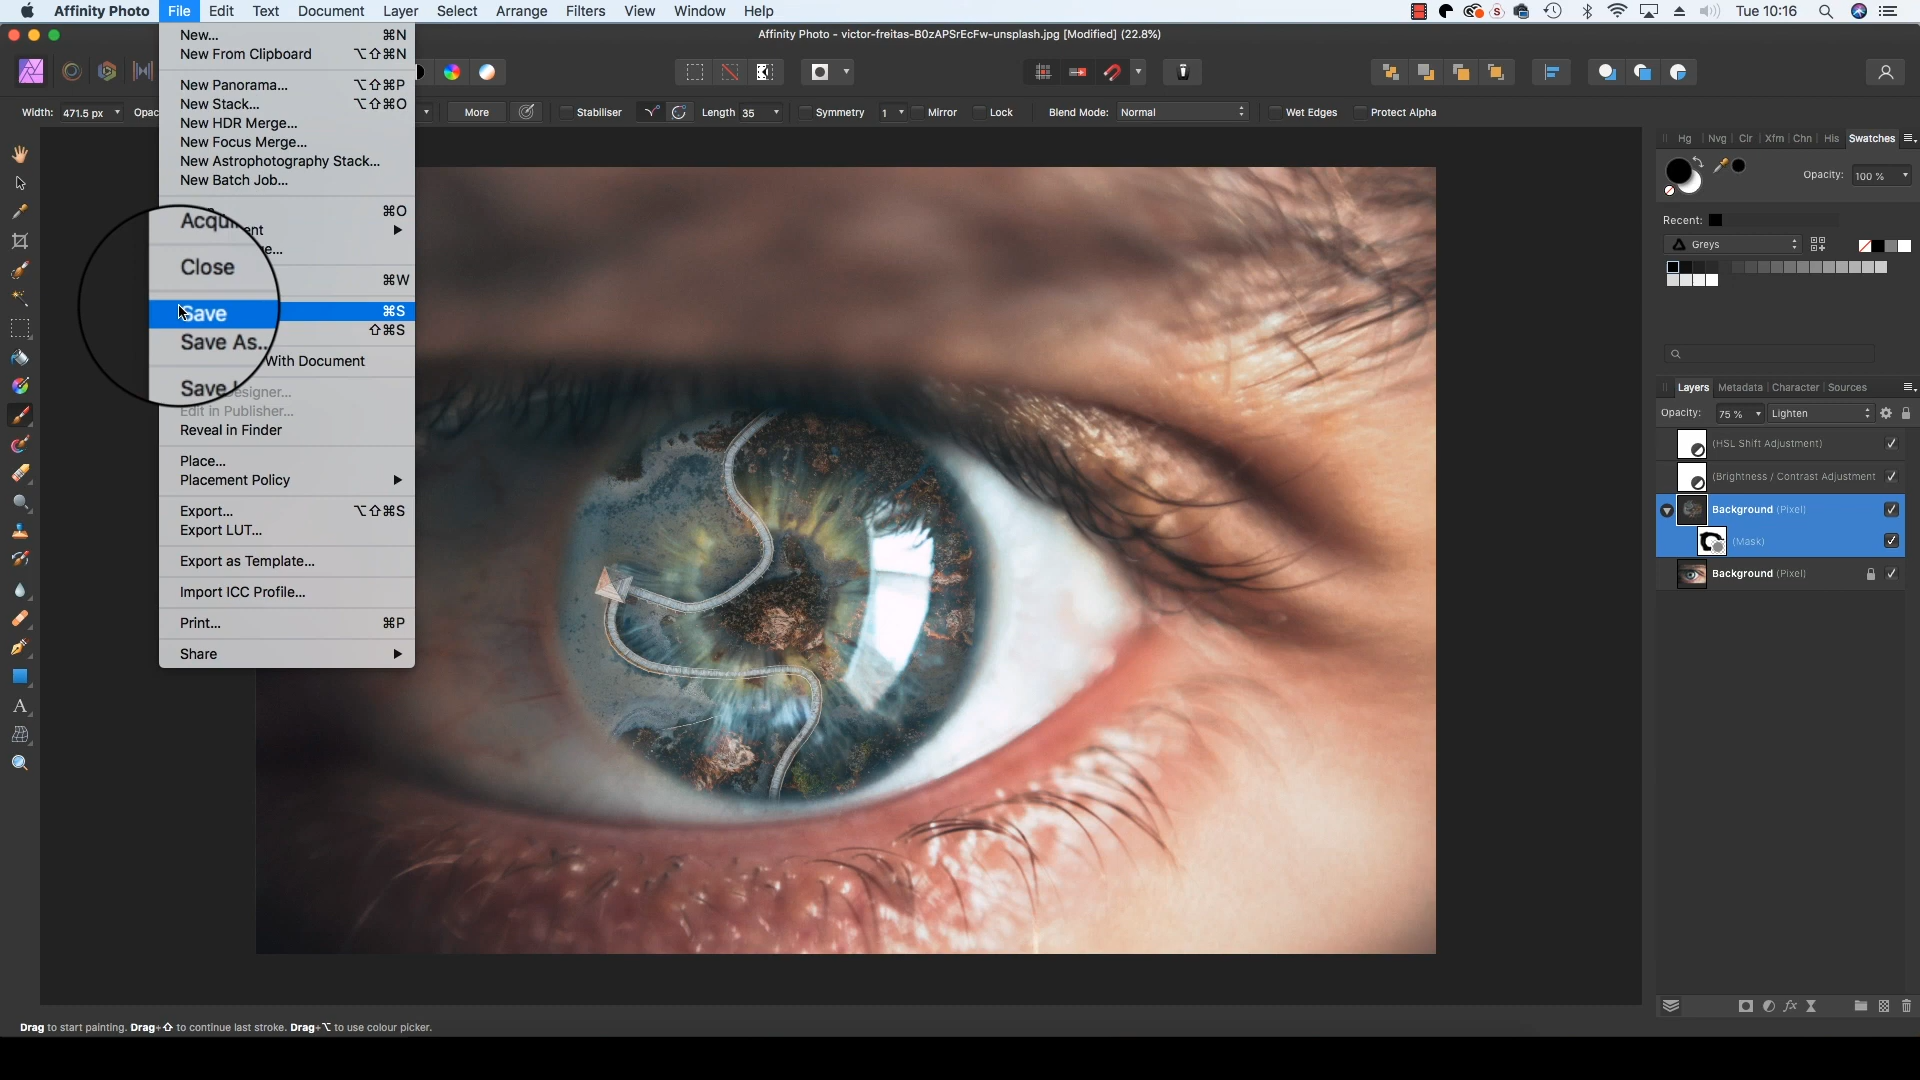 Affinity Photo File Edit Text Document Layer Select Arrange Filters View Window Help
S Tue 10:16
Affinity Photo - victor-freitas-B0zAPSrEcFw-unsplash.jpg [Modified] (22.8%)
New... ⌘N
New From Clipboard ⌥⇧⌘N
New Panorama... ⌥⇧⌘P
New Stack... ⌥⇧⌘O
New HDR Merge...
New Focus Merge...
New Astrophotography Stack...
New Batch Job...
⌘O
Close ⌘W
Save ⌘S
Save As... ⇧⌘S
Save With Document
Edit in Publisher...
Reveal in Finder
Place...
Placement Policy
Export... ⌥⇧⌘S
Export LUT...
Export as Template...
Import ICC Profile...
Print... ⌘P
Share
Width: 471.5 px More Stabiliser Length 35 Symmetry 1 Mirror Lock Blend Mode: Normal Wet Edges Protect Alpha
Hg Nvg Clr Xfm Chn His Swatches
Opacity: 100 %
Recent:
Greys
Layers Metadata Character Sources
Opacity: 75 % Lighten
(HSL Shift Adjustment)
(Brightness / Contrast Adjustment
Background (Pixel)
(Mask)
Background (Pixel)
Drag to start painting. Drag+⇧ to continue last stroke. Drag+⌥ to use colour picker.